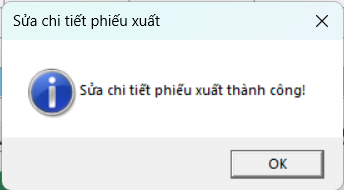 Sửa chi tiết phiếu xuất
Sửa chi tiết phiếu xuất thành công!
OK